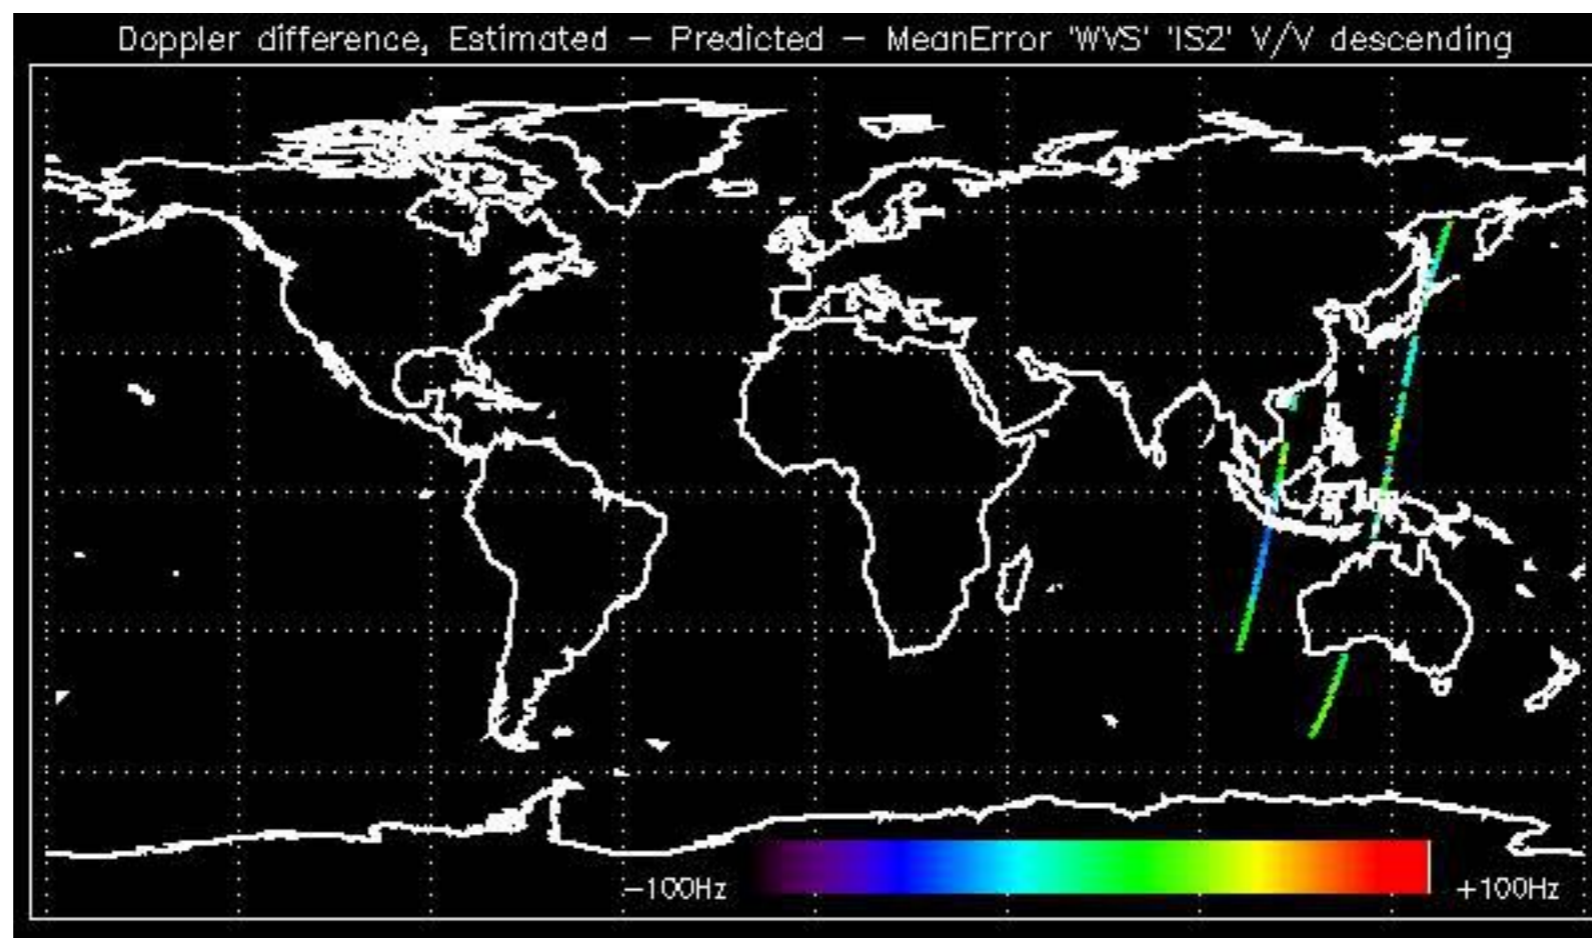 Doppler difference, Estimated – Predicted – MeanError 'WVS' 'IS2' V/V descending
-100Hz +100Hz